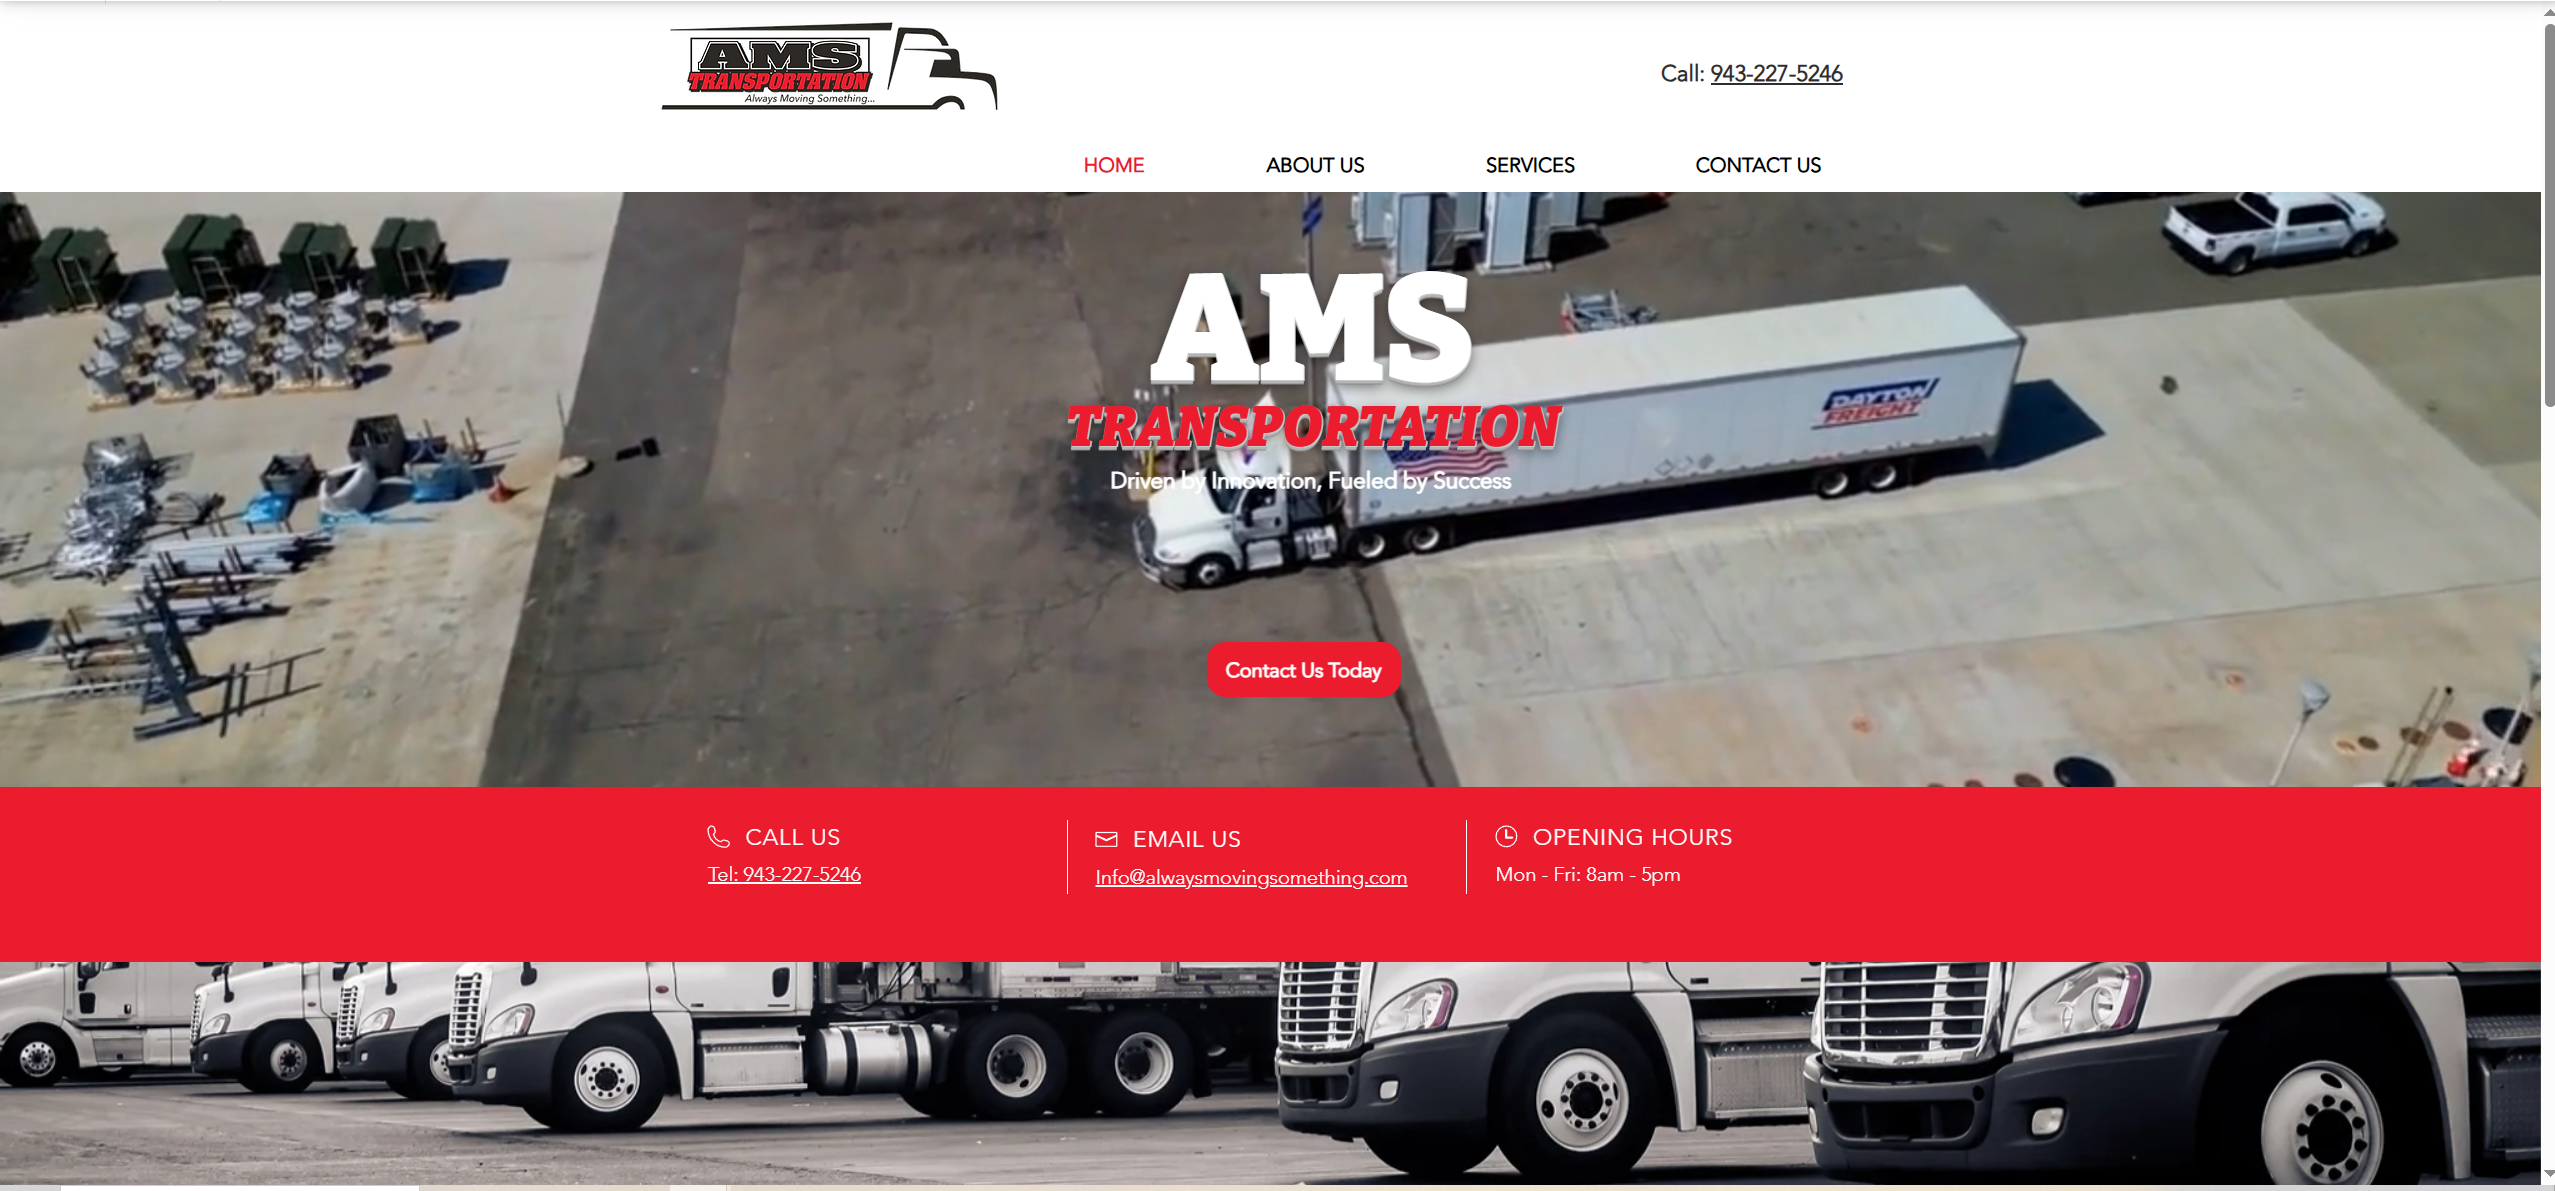 AMS
TRANSPORTATION
Always Moving Something...
Call: 943-227-5246
HOME
ABOUT US
SERVICES
CONTACT US
AMS
TRANSPORTATION
Driven by Innovation, Fueled by Success
DAYTON
FREIGHT
Contact Us Today
CALL US
Tel: 943-227-5246
EMAIL US
Info@alwaysmovingsomething.com
OPENING HOURS
Mon - Fri: 8am - 5pm